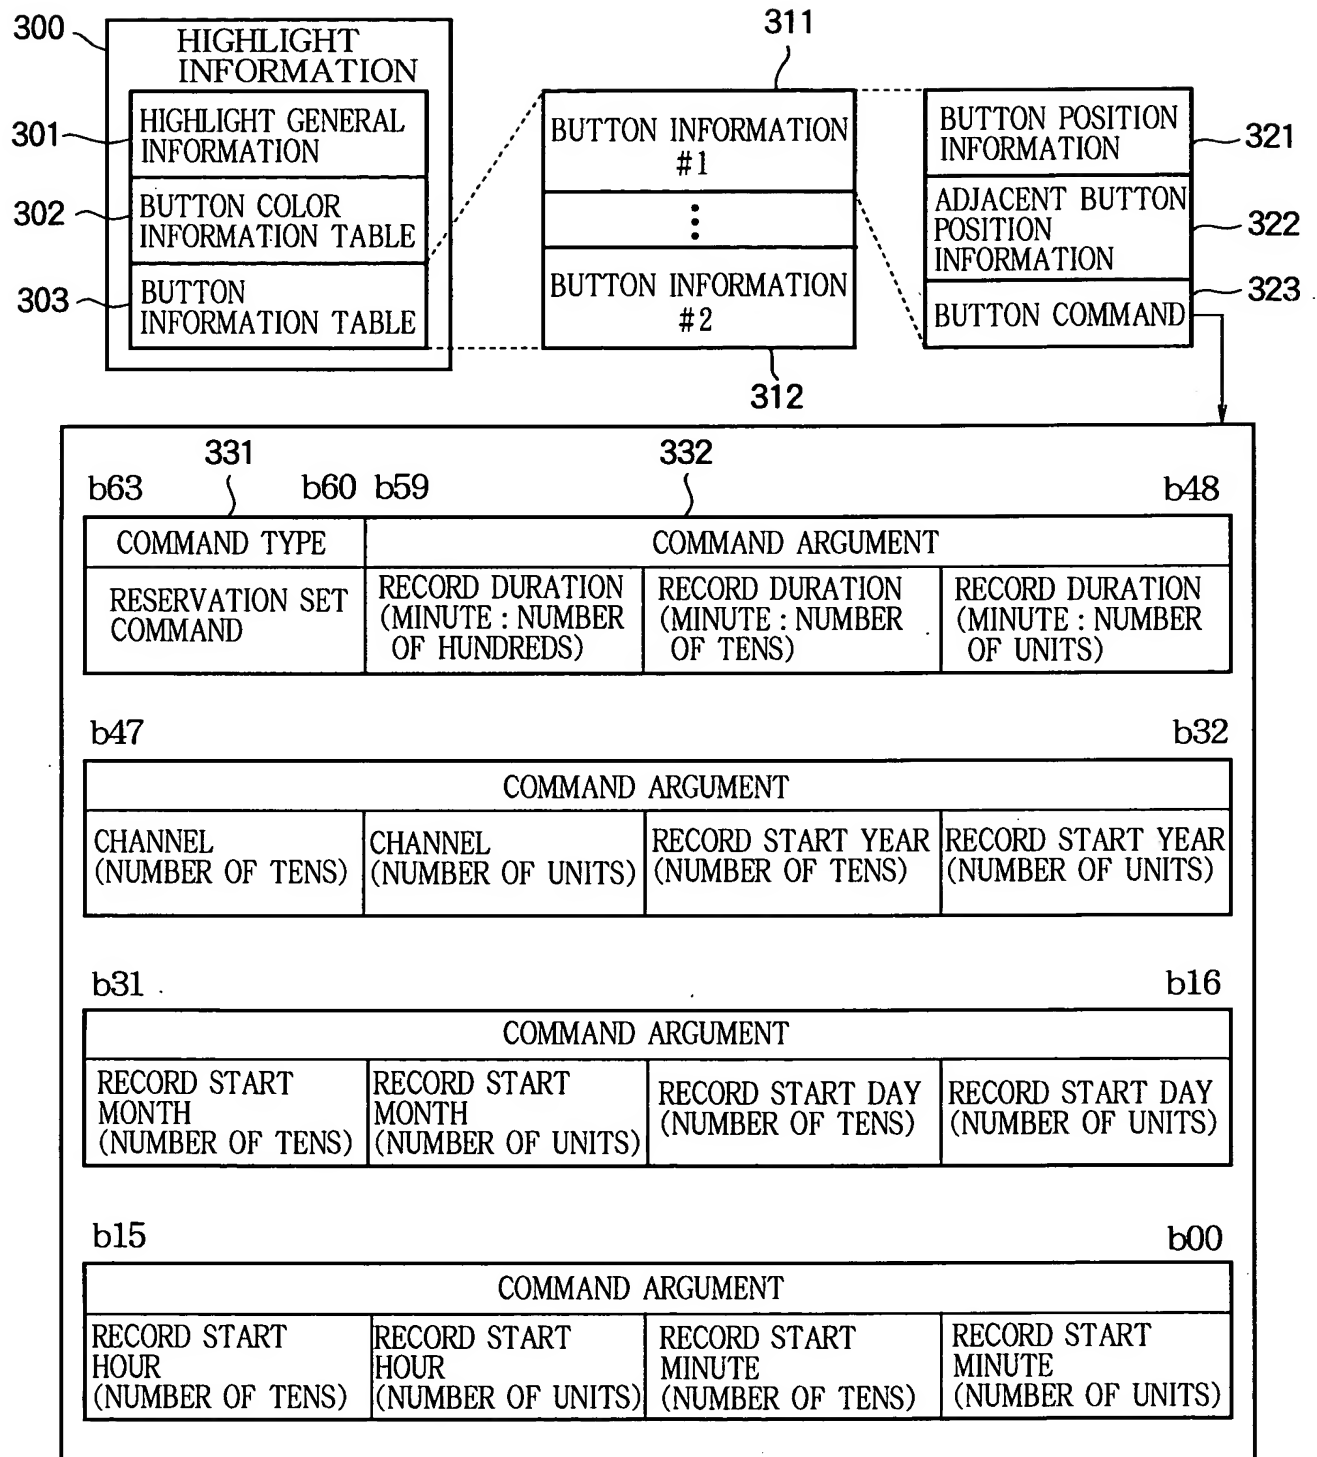 300
HIGHLIGHT
INFORMATION
301
HIGHLIGHT GENERAL
INFORMATION
302
BUTTON COLOR
INFORMATION TABLE
303
BUTTON
INFORMATION TABLE
311
BUTTON INFORMATION
#1
BUTTON INFORMATION
#2
312
BUTTON POSITION
INFORMATION
321
ADJACENT BUTTON
POSITION
INFORMATION
322
BUTTON COMMAND
323
331
332
b63 b60 b59 b48
COMMAND TYPE
COMMAND ARGUMENT
RESERVATION SET
COMMAND
RECORD DURATION
(MINUTE : NUMBER
OF HUNDREDS)
RECORD DURATION
(MINUTE : NUMBER
OF TENS)
RECORD DURATION
(MINUTE : NUMBER
OF UNITS)
b47 b32
COMMAND ARGUMENT
CHANNEL
(NUMBER OF TENS)
CHANNEL
(NUMBER OF UNITS)
RECORD START YEAR
(NUMBER OF TENS)
RECORD START YEAR
(NUMBER OF UNITS)
b31 b16
COMMAND ARGUMENT
RECORD START
MONTH
(NUMBER OF TENS)
RECORD START
MONTH
(NUMBER OF UNITS)
RECORD START DAY
(NUMBER OF TENS)
RECORD START DAY
(NUMBER OF UNITS)
b15 b00
COMMAND ARGUMENT
RECORD START
HOUR
(NUMBER OF TENS)
RECORD START
HOUR
(NUMBER OF UNITS)
RECORD START
MINUTE
(NUMBER OF TENS)
RECORD START
MINUTE
(NUMBER OF UNITS)